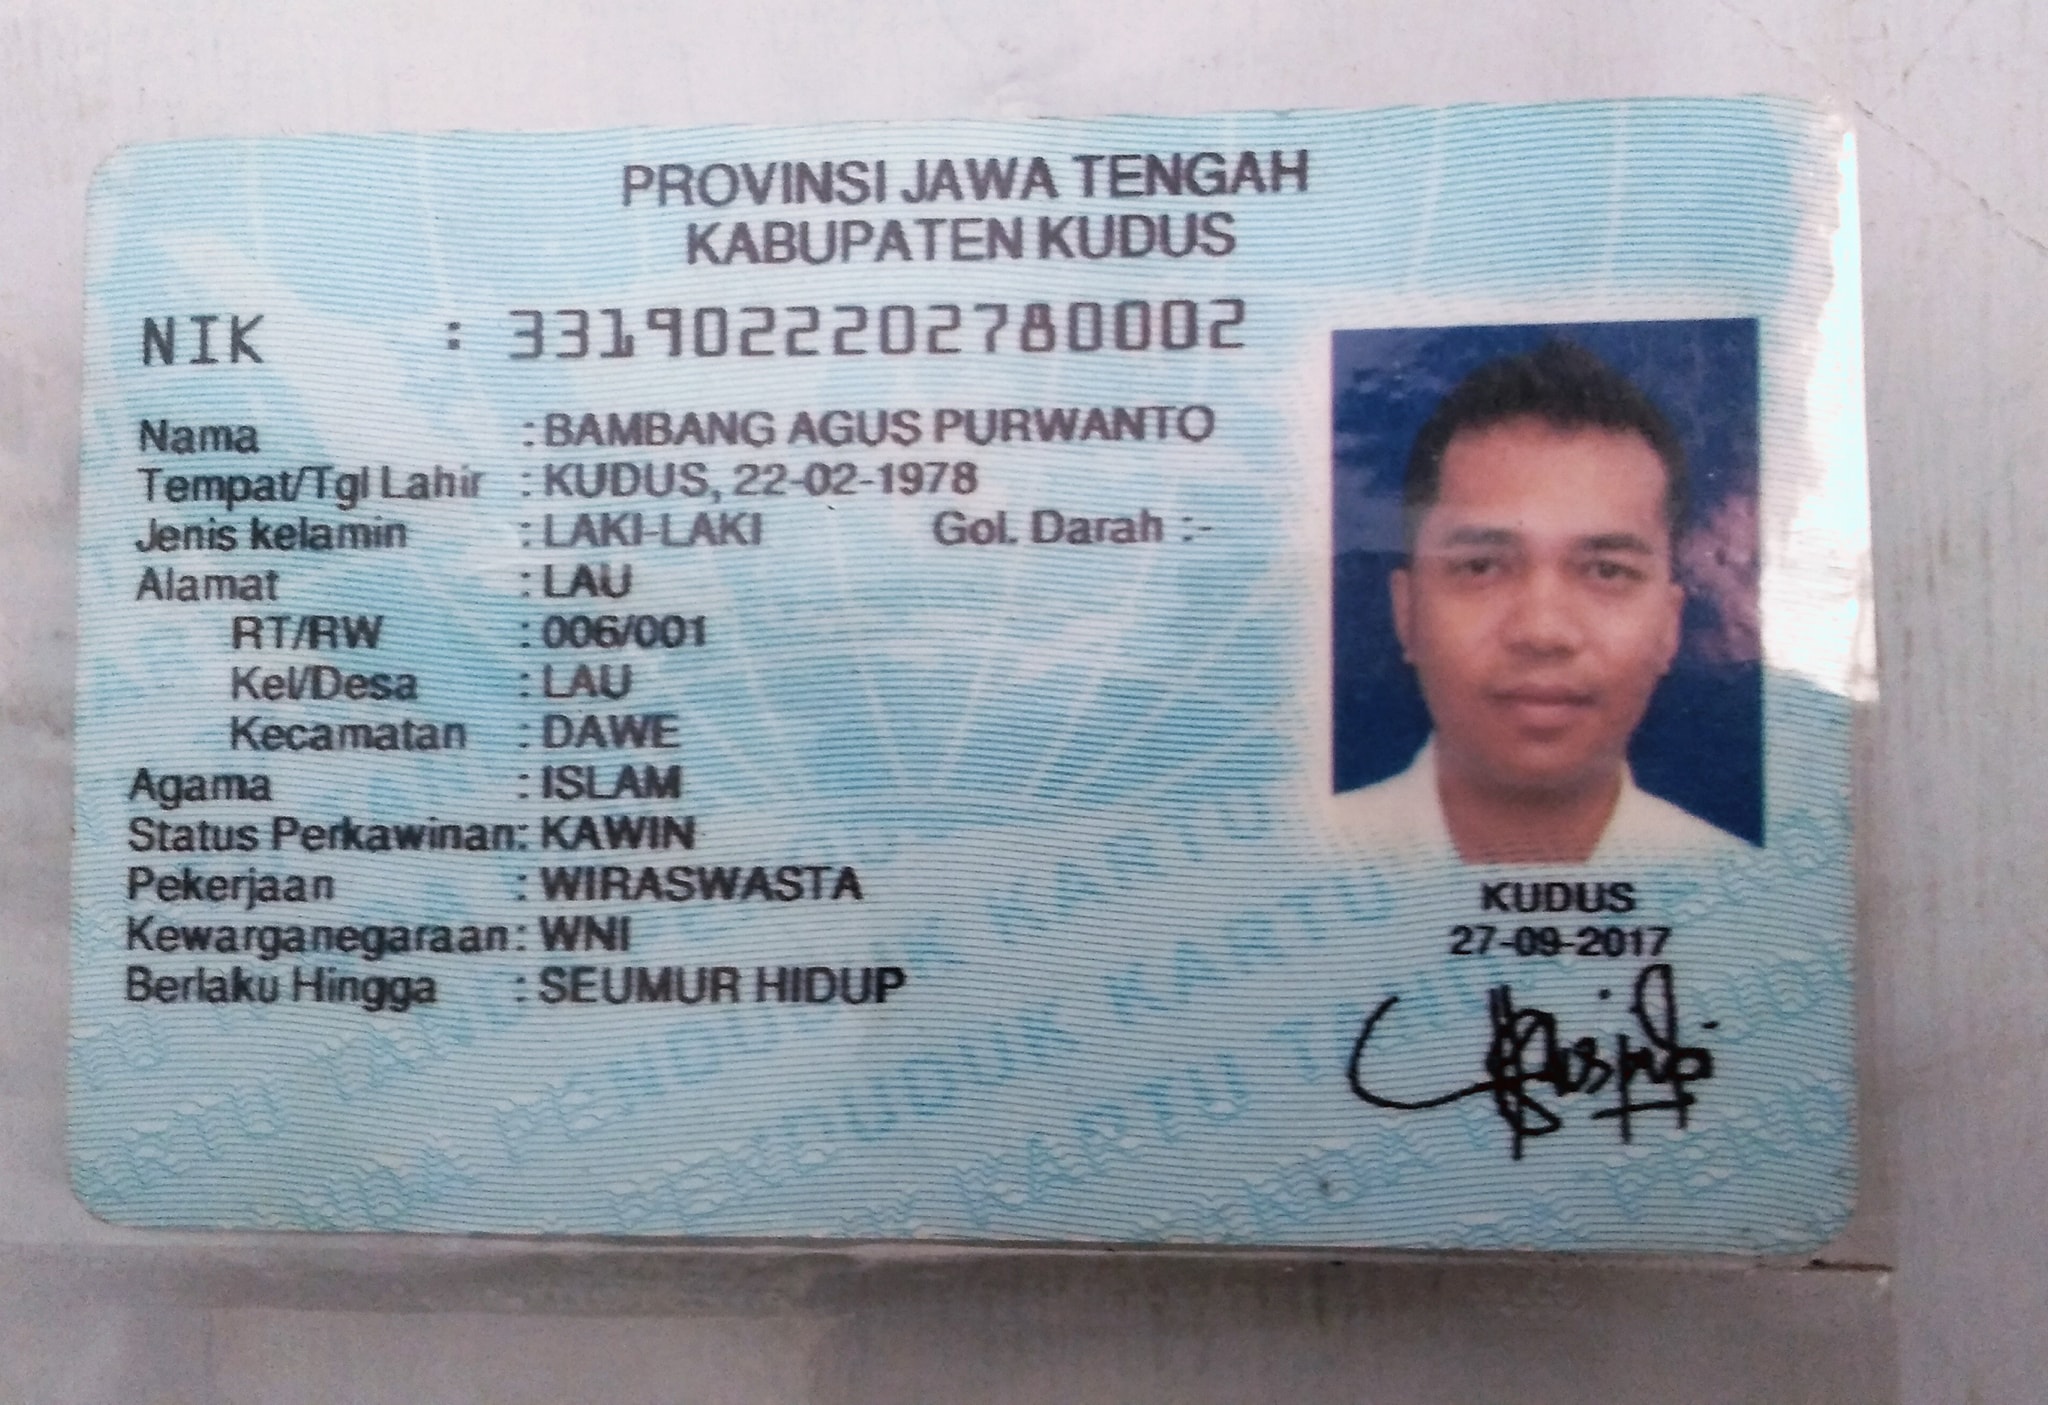 PROVINSI JAWA TENGAH
KABUPATEN KUDUS
NIK : 3319022202780002
Nama : BAMBANG AGUS PURWANTO
Tempat/Tgl Lahir : KUDUS, 22-02-1978
Jenis kelamin : LAKI-LAKI Gol. Darah :-
Alamat : LAU
RT/RW : 006/001
Kel/Desa : LAU
Kecamatan : DAWE
Agama : ISLAM
Status Perkawinan: KAWIN
Pekerjaan : WIRASWASTA
Kewarganegaraan: WNI
Berlaku Hingga : SEUMUR HIDUP
KUDUS
27-09-2017